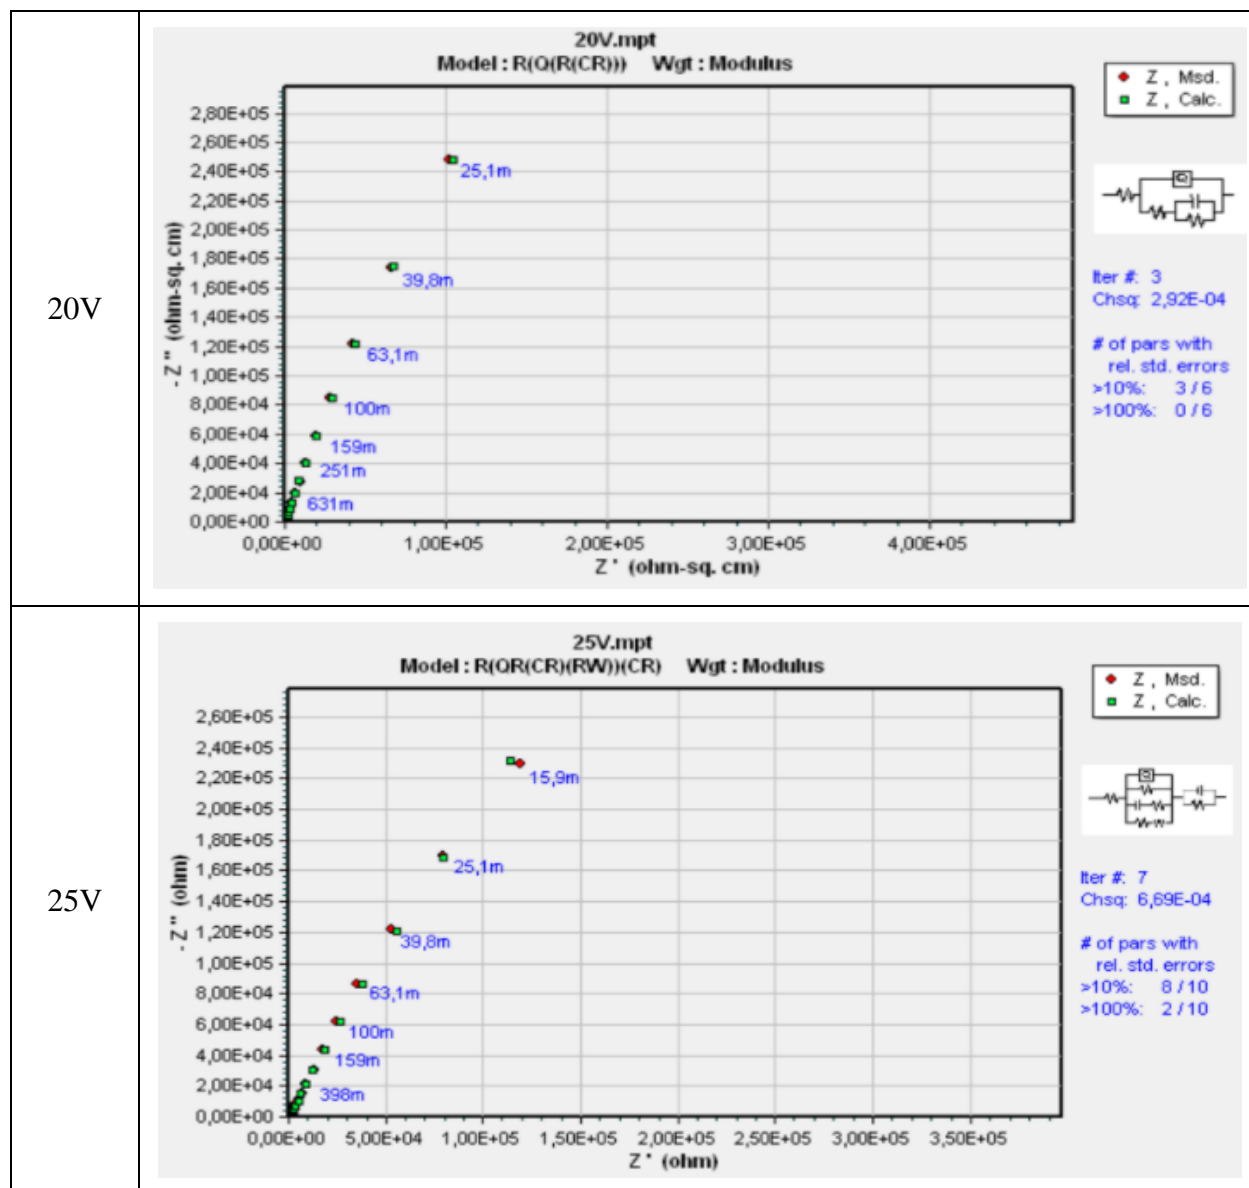 20V
20V.mpt
Model : R(Q(R(CR))) Wgt : Modulus
Z , Msd.
Z , Calc.
- Z '' (ohm-sq. cm)
2,80E+05
2,60E+05
2,40E+05
2,20E+05
2,00E+05
1,80E+05
1,60E+05
1,40E+05
1,20E+05
1,00E+05
8,00E+04
6,00E+04
4,00E+04
2,00E+04
0,00E+00
25,1m
39,8m
63,1m
100m
159m
251m
631m
0,00E+00 1,00E+05 2,00E+05 3,00E+05 4,00E+05
Z ' (ohm-sq. cm)
Q
Iter #: 3
Chsq: 2,92E-04
# of pars with
rel. std. errors
>10%: 3 / 6
>100%: 0 / 6
25V
25V.mpt
Model : R(QR(CR)(RW))(CR) Wgt : Modulus
Z , Msd.
Z , Calc.
- Z '' (ohm)
2,60E+05
2,40E+05
2,20E+05
2,00E+05
1,80E+05
1,60E+05
1,40E+05
1,20E+05
1,00E+05
8,00E+04
6,00E+04
4,00E+04
2,00E+04
0,00E+00
15,9m
25,1m
39,8m
63,1m
100m
159m
398m
0,00E+00 5,00E+04 1,00E+05 1,50E+05 2,00E+05 2,50E+05 3,00E+05 3,50E+05
Z ' (ohm)
Q
W
Iter #: 7
Chsq: 6,69E-04
# of pars with
rel. std. errors
>10%: 8 / 10
>100%: 2 / 10